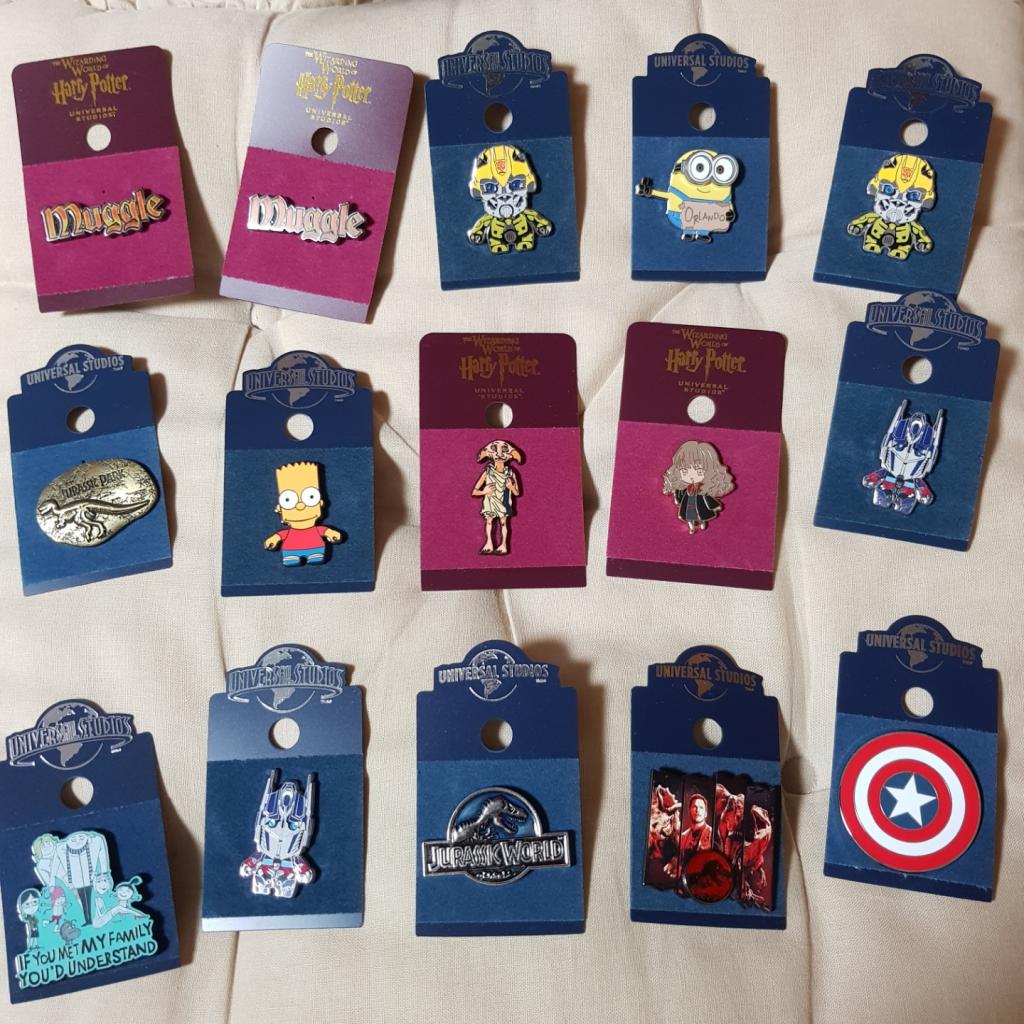 THE WIZARDING
WORLD OF
Harry Potter
UNIVERSAL
STUDIOS
Muggle
THE WIZARDING
WORLD OF
Harry Potter
UNIVERSAL
STUDIOS
Muggle
UNIVERSAL STUDIOS
UNIVERSAL STUDIOS
ORLANDO
UNIVERSAL STUDIOS
UNIVERSAL STUDIOS
JURASSIC PARK
UNIVERSAL STUDIOS
THE WIZARDING
WORLD OF
Harry Potter
UNIVERSAL
STUDIOS
THE WIZARDING
WORLD OF
Harry Potter
UNIVERSAL
STUDIOS
UNIVERSAL STUDIOS
UNIVERSAL STUDIOS
IF YOU MET MY FAMILY
YOU'D UNDERSTAND
UNIVERSAL STUDIOS
UNIVERSAL STUDIOS
JURASSIC WORLD
UNIVERSAL STUDIOS
UNIVERSAL STUDIOS